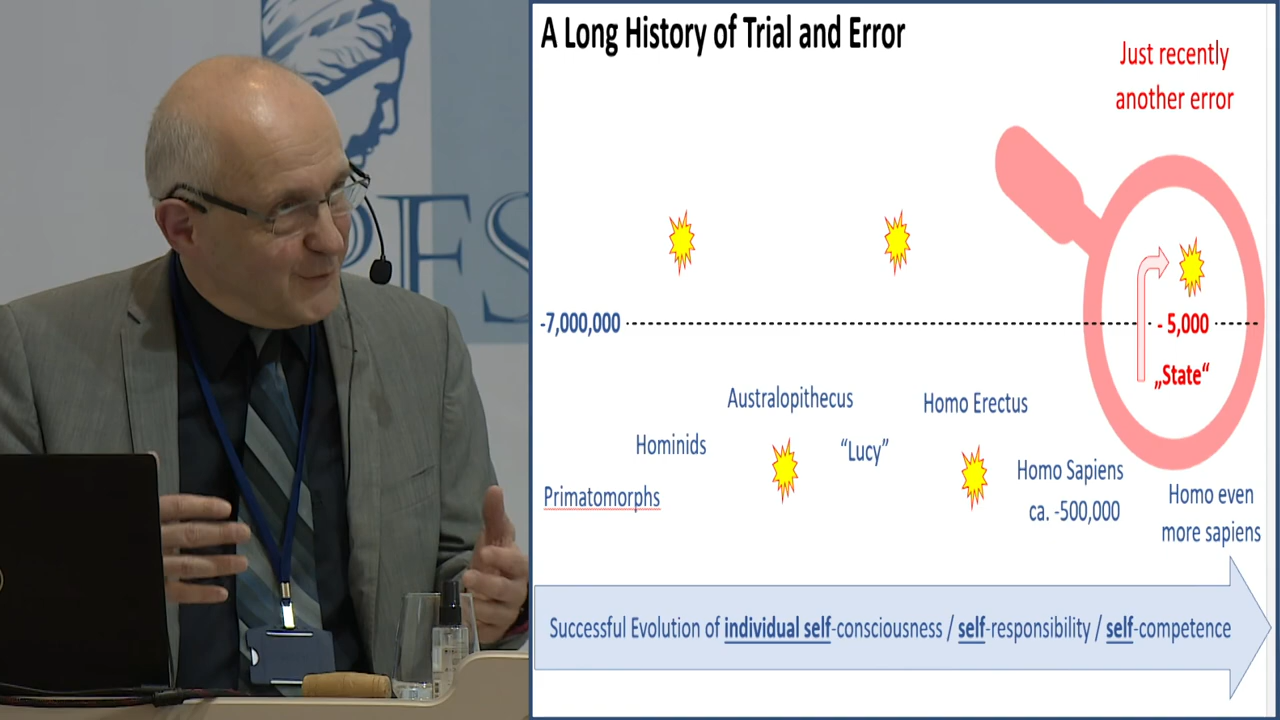 A Long History of Trial and Error
Just recently
another error
PFS
-7,000,000
- 5,000
„State“
Australopithecus
Homo Erectus
Hominids
“Lucy”
Homo Sapiens
ca. -500,000
Primatomorphs
Homo even
more sapiens
Successful Evolution of individual self-consciousness / self-responsibility / self-competence